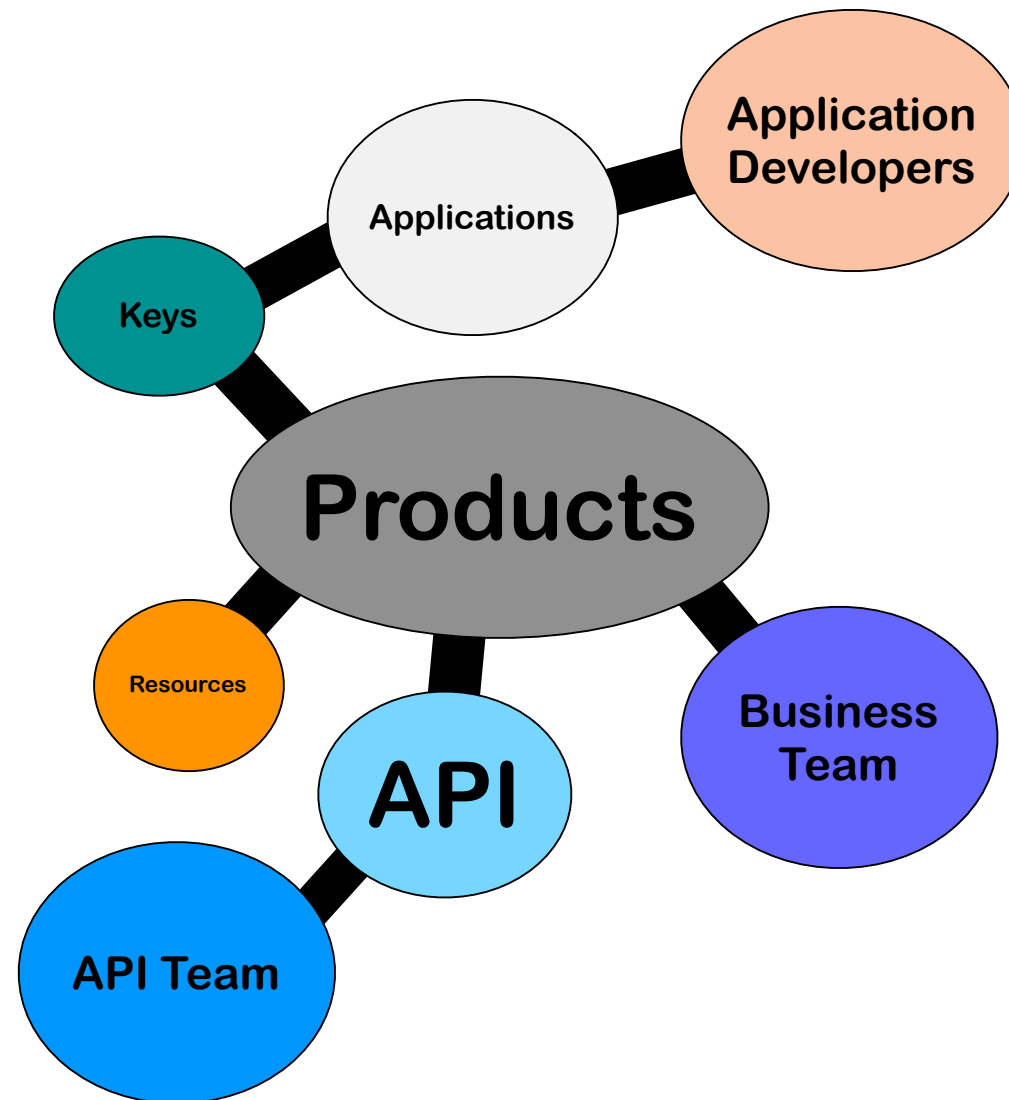 Application
Developers
Applications
Keys
Products
Resources
Business
Team
API
API Team